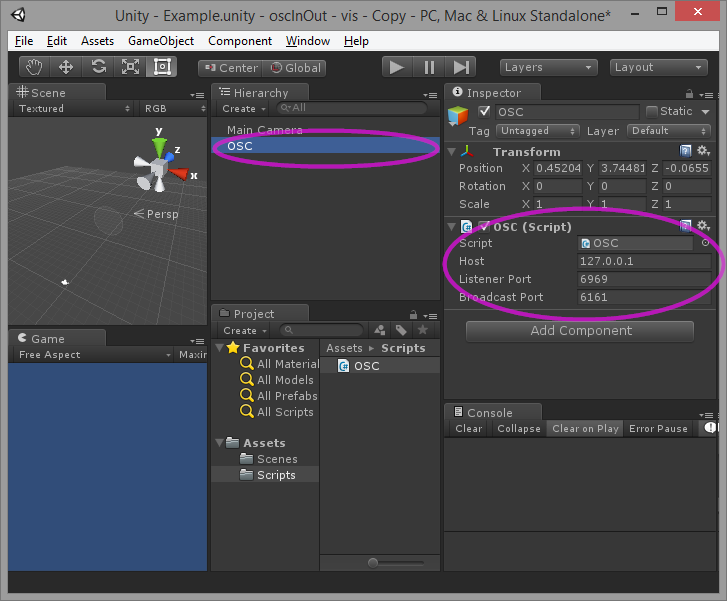 Unity - Example.unity - oscInOut - vis - Copy - PC, Mac & Linux Standalone*
File Edit Assets GameObject Component Window Help
Center Global Layers Layout
Scene
Textured RGB
y
z
x
Persp
Game
Free Aspect Maxim
Hierarchy
Create All
Main Camera
OSC
Project
Create
Favorites
All Material
All Models
All Prefabs
All Scripts
Assets
Scenes
Scripts
Assets Scripts
OSC
Inspector
OSC Static
Tag Untagged Layer Default
Transform
Position X 0.45204 Y 3.74481 Z -0.0655
Rotation X 0 Y 0 Z 0
Scale X 1 Y 1 Z 1
OSC (Script)
Script OSC
Host 127.0.0.1
Listener Port 6969
Broadcast Port 6161
Add Component
Console
Clear Collapse Clear on Play Error Pause